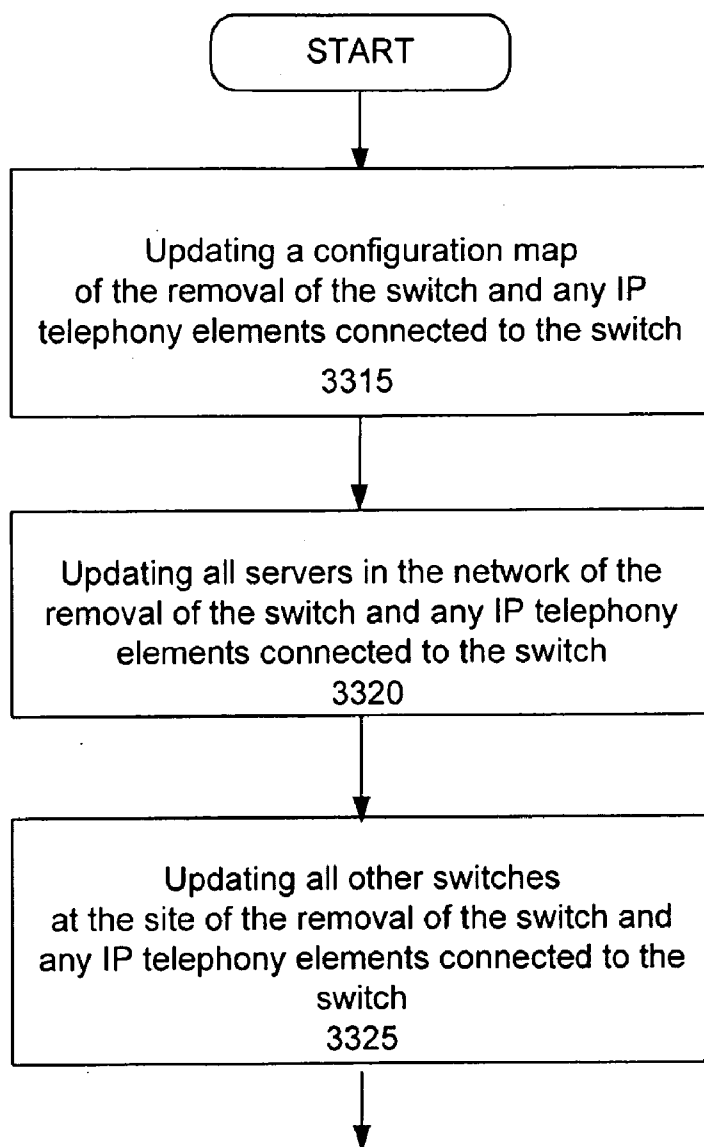 START
Updating a configuration map
of the removal of the switch and any IP
telephony elements connected to the switch
3315
Updating all servers in the network of the
removal of the switch and any IP telephony
elements connected to the switch
3320
Updating all other switches
at the site of the removal of the switch and
any IP telephony elements connected to the
switch
3325